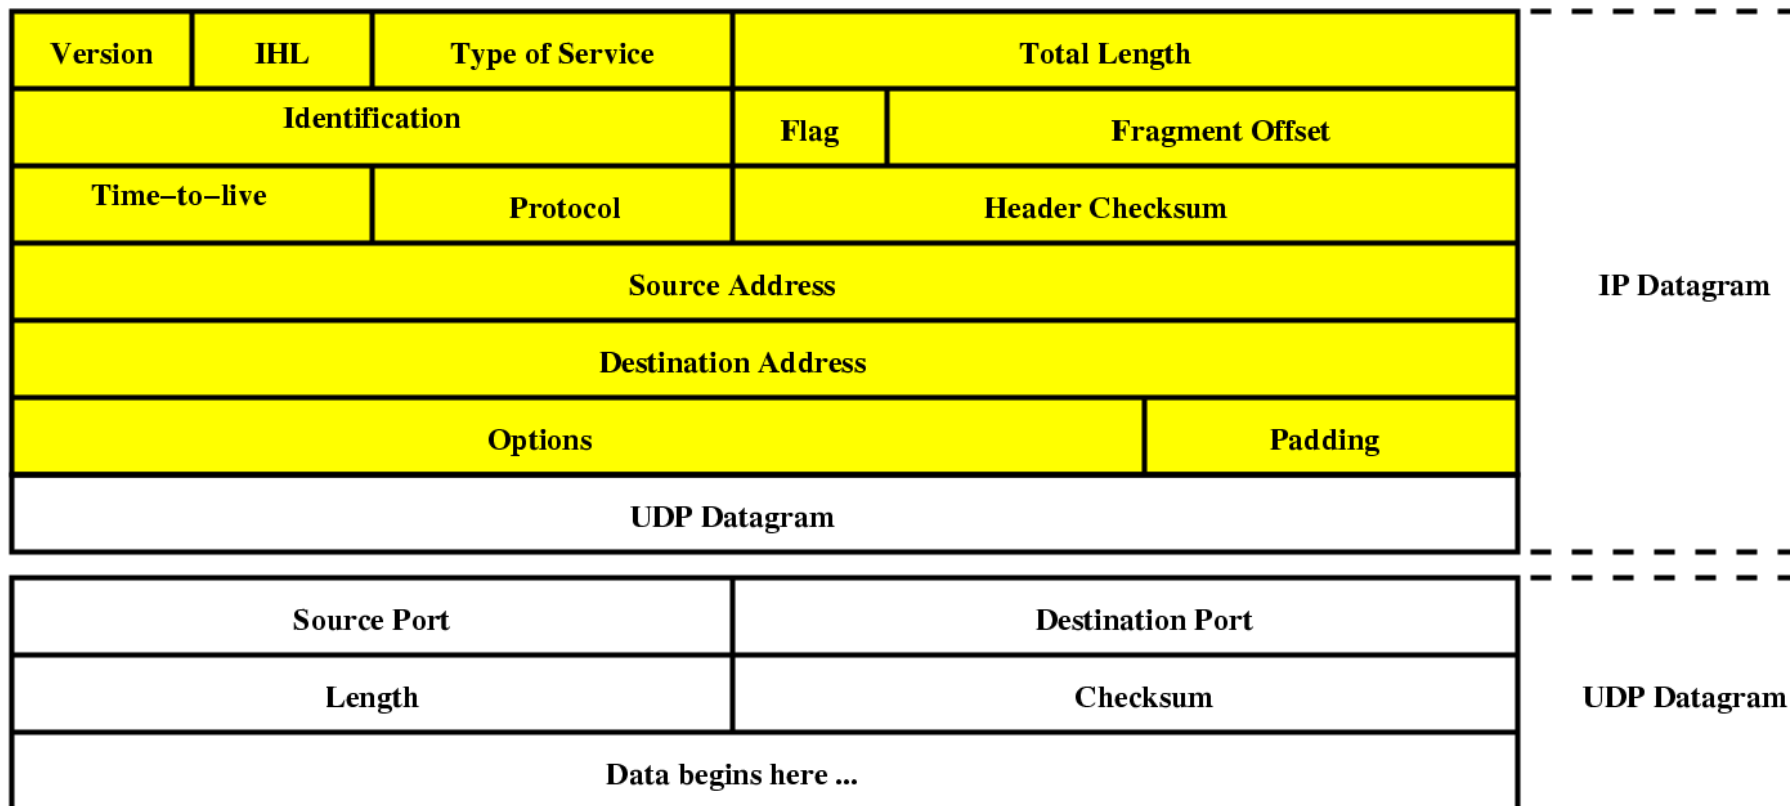 Version IHL Type of Service Total Length
Identification Flag Fragment Offset
Time−to−live Protocol Header Checksum
Source Address
IP Datagram
Destination Address
Options Padding
UDP Datagram
Source Port Destination Port
Length Checksum
UDP Datagram
Data begins here ...